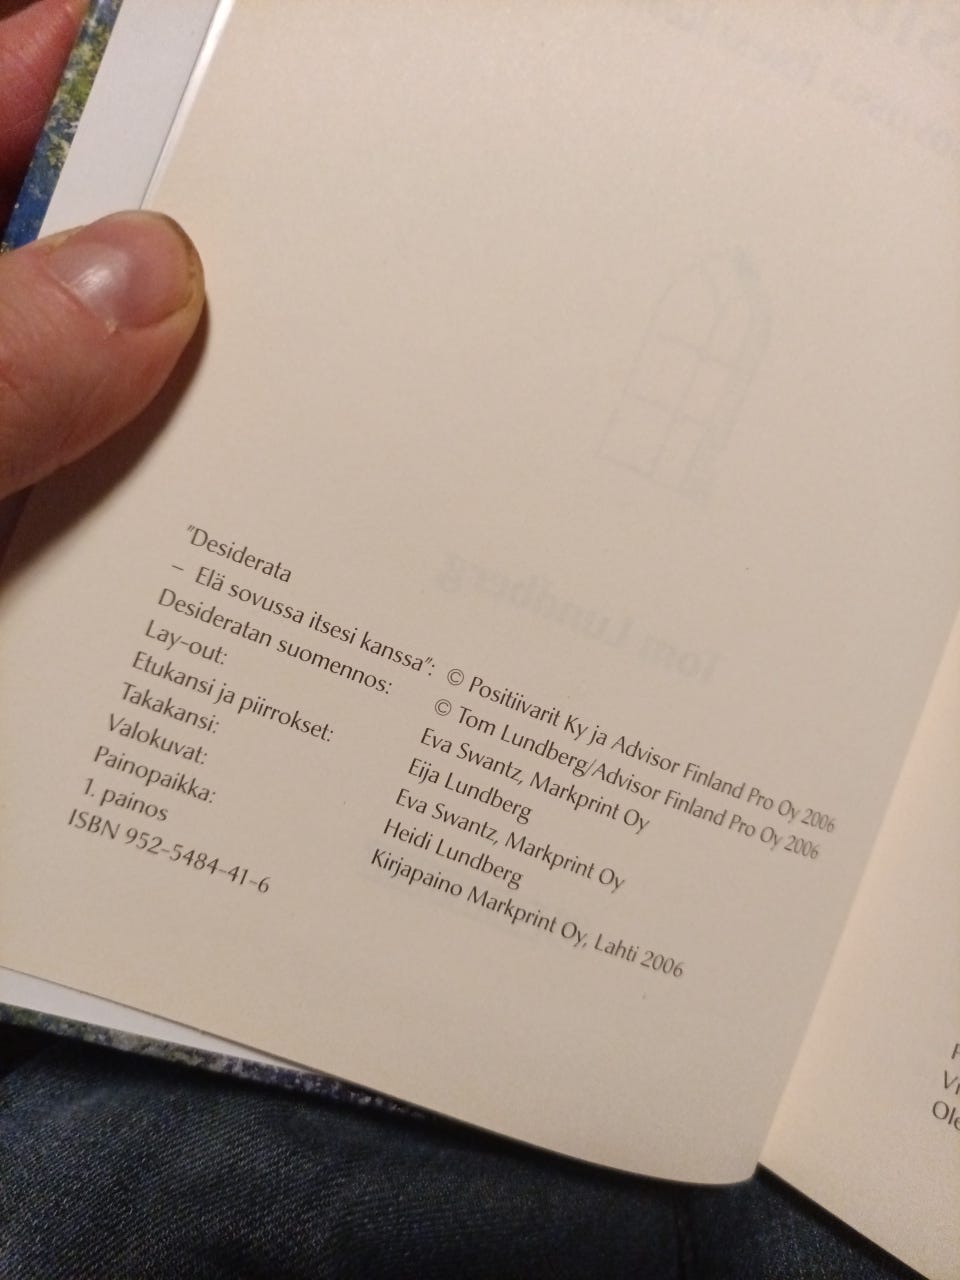 "Desiderata
– Elä sovussa itsesi kanssa": © Positiivarit Ky ja Advisor Finland Pro Oy 2006
Desideratan suomennos: © Tom Lundberg/Advisor Finland Pro Oy 2006
Lay-out: Eva Swantz, Markprint Oy
Etukansi ja piirrokset: Eija Lundberg
Takakansi: Eva Swantz, Markprint Oy
Valokuvat: Heidi Lundberg
Painopaikka: Kirjapaino Markprint Oy, Lahti 2006
1. painos
ISBN 952-5484-41-6
Tom Lundberg